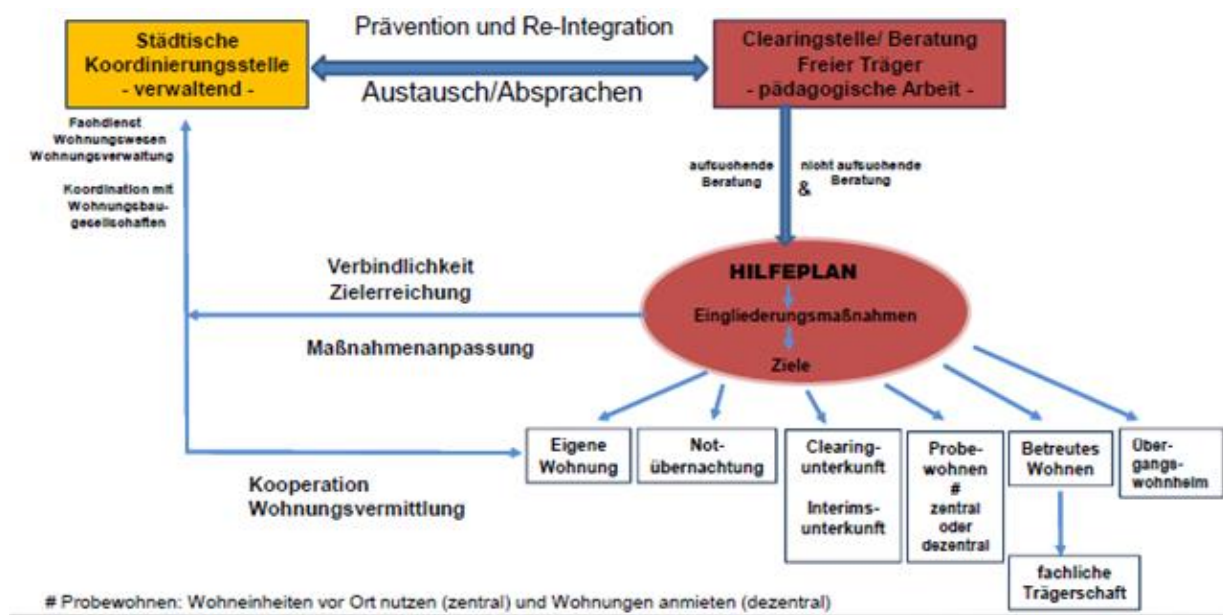 Städtische
Koordinierungsstelle
- verwaltend -
Prävention und Re-Integration
Austausch/Absprachen
Clearingstelle/ Beratung
Freier Träger
- pädagogische Arbeit -
Fachdienst
Wohnungswesen
Wohnungsverwaltung
Koordination mit
Wohnungsbau-
gesellschaften
aufsuchende
Beratung
&
nicht aufsuchende
Beratung
Verbindlichkeit
Zielerreichung
Maßnahmenanpassung
HILFEPLAN
Eingliederungsmaßnahmen
Ziele
Kooperation
Wohnungsvermittlung
Eigene
Wohnung
Not-
übernachtung
Clearing-
unterkunft
Interims-
unterkunft
Probe-
wohnen
#
zentral
oder
dezentral
Betreutes
Wohnen
Über-
gangs-
wohnheim
fachliche
Trägerschaft
# Probewohnen: Wohneinheiten vor Ort nutzen (zentral) und Wohnungen anmieten (dezentral)